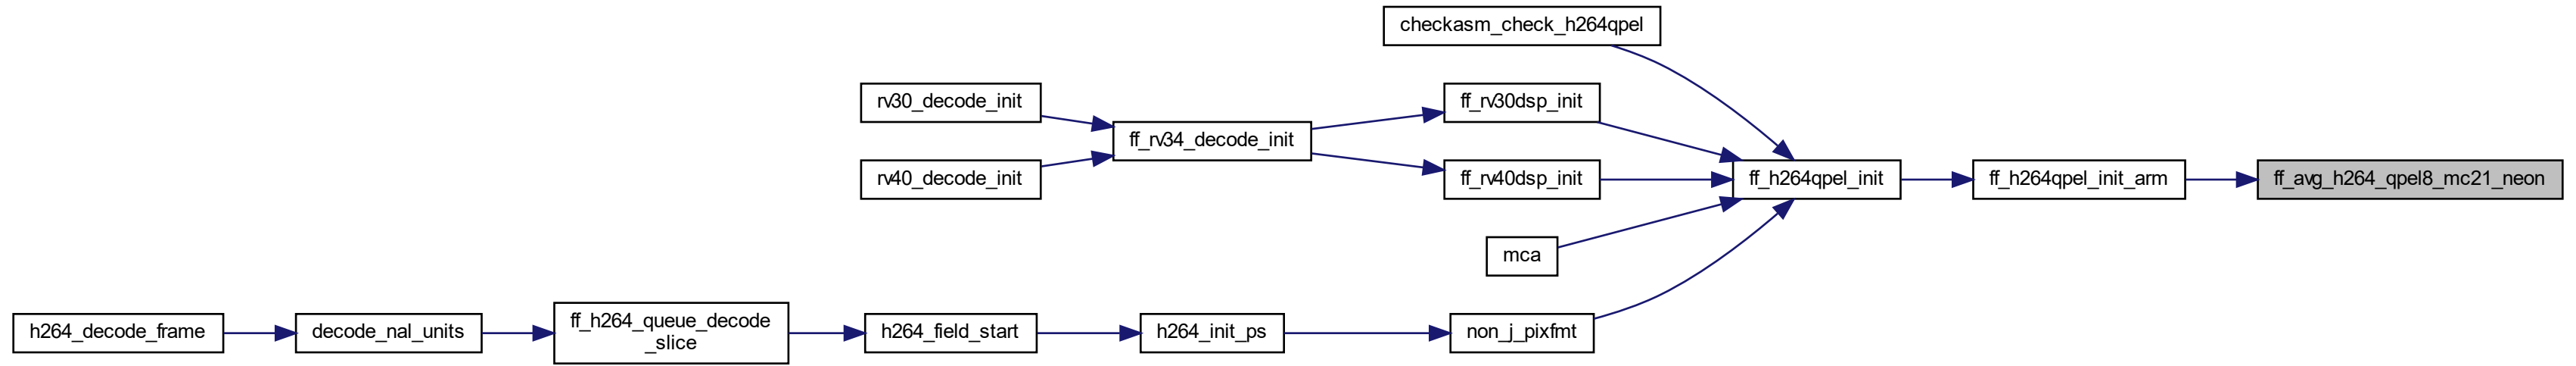 checkasm_check_h264qpel
rv30_decode_init
ff_rv30dsp_init
ff_rv34_decode_init
rv40_decode_init
ff_rv40dsp_init
ff_h264qpel_init
ff_h264qpel_init_arm
ff_avg_h264_qpel8_mc21_neon
mca
h264_decode_frame
decode_nal_units
ff_h264_queue_decode
_slice
h264_field_start
h264_init_ps
non_j_pixfmt